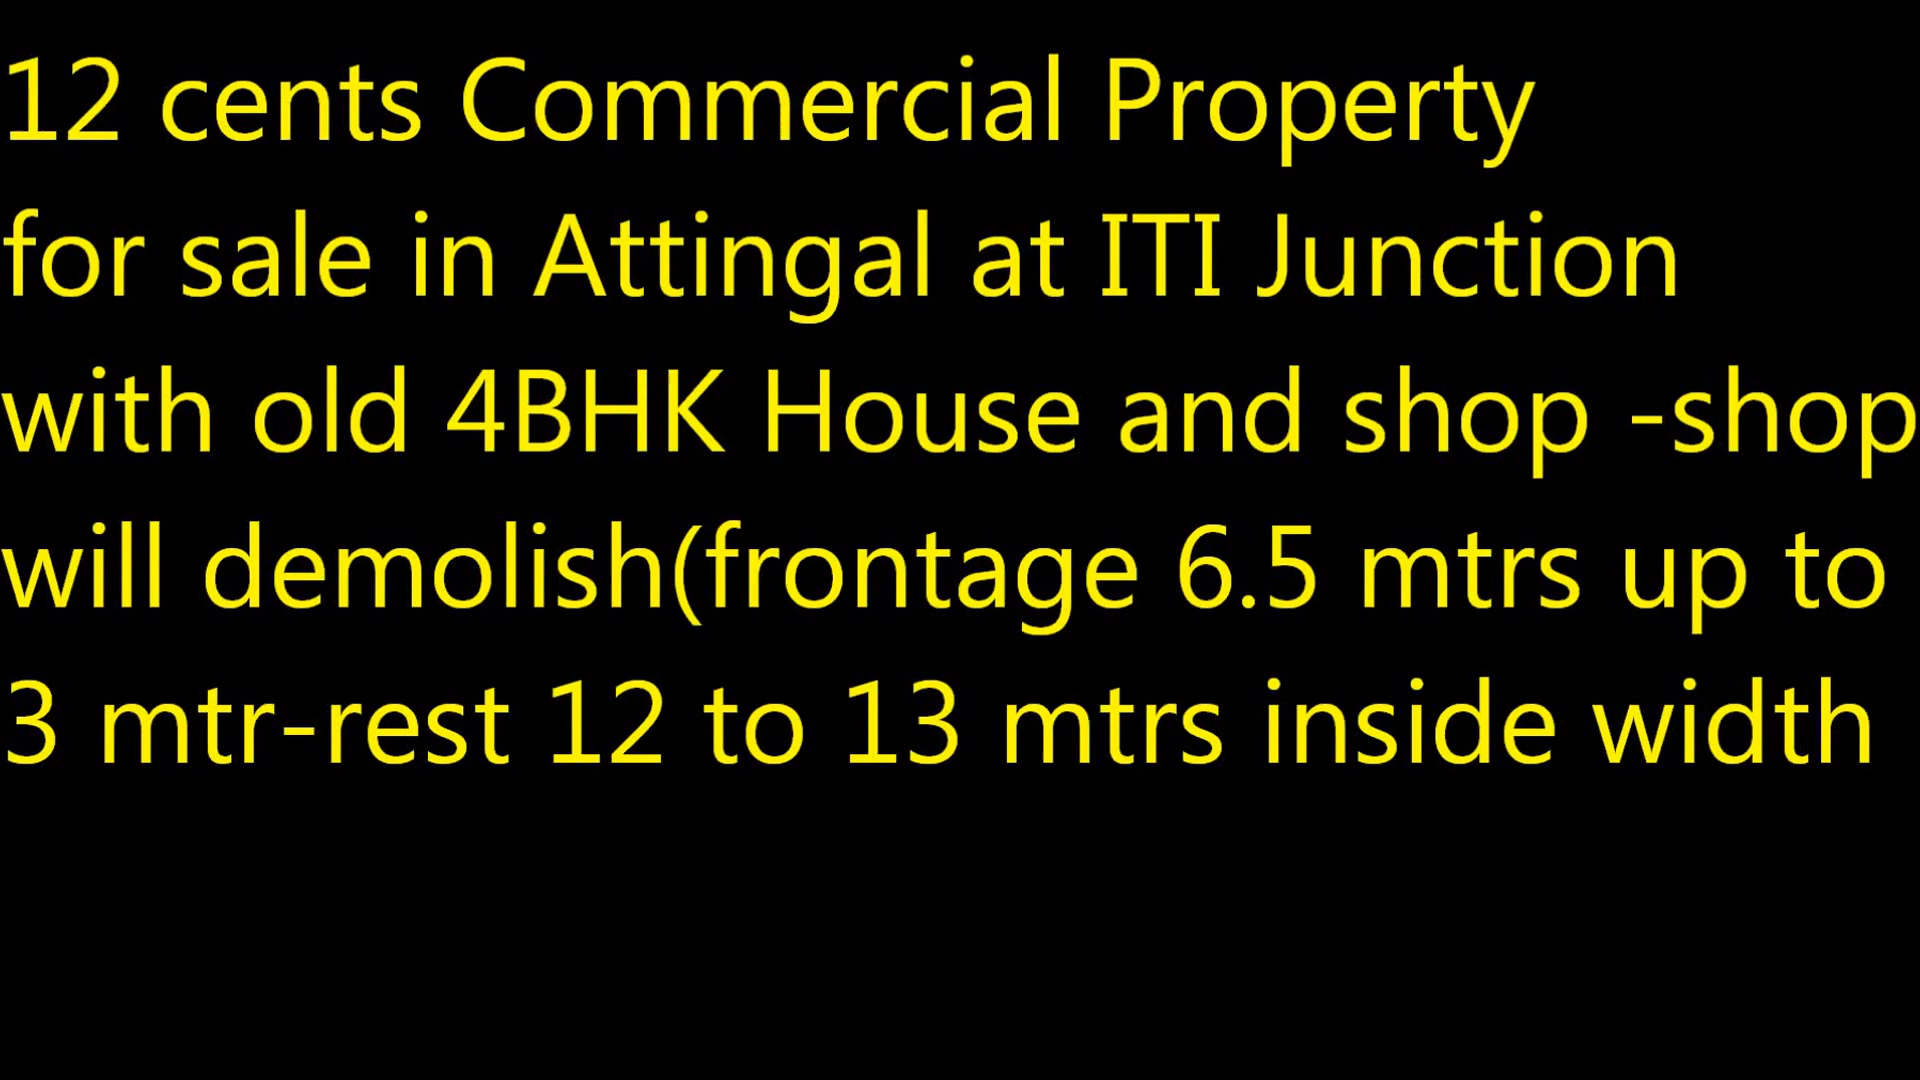 12 cents Commercial Property
for sale in Attingal at ITI Junction
with old 4BHK House and shop -shop
will demolish(frontage 6.5 mtrs up to
3 mtr-rest 12 to 13 mtrs inside width